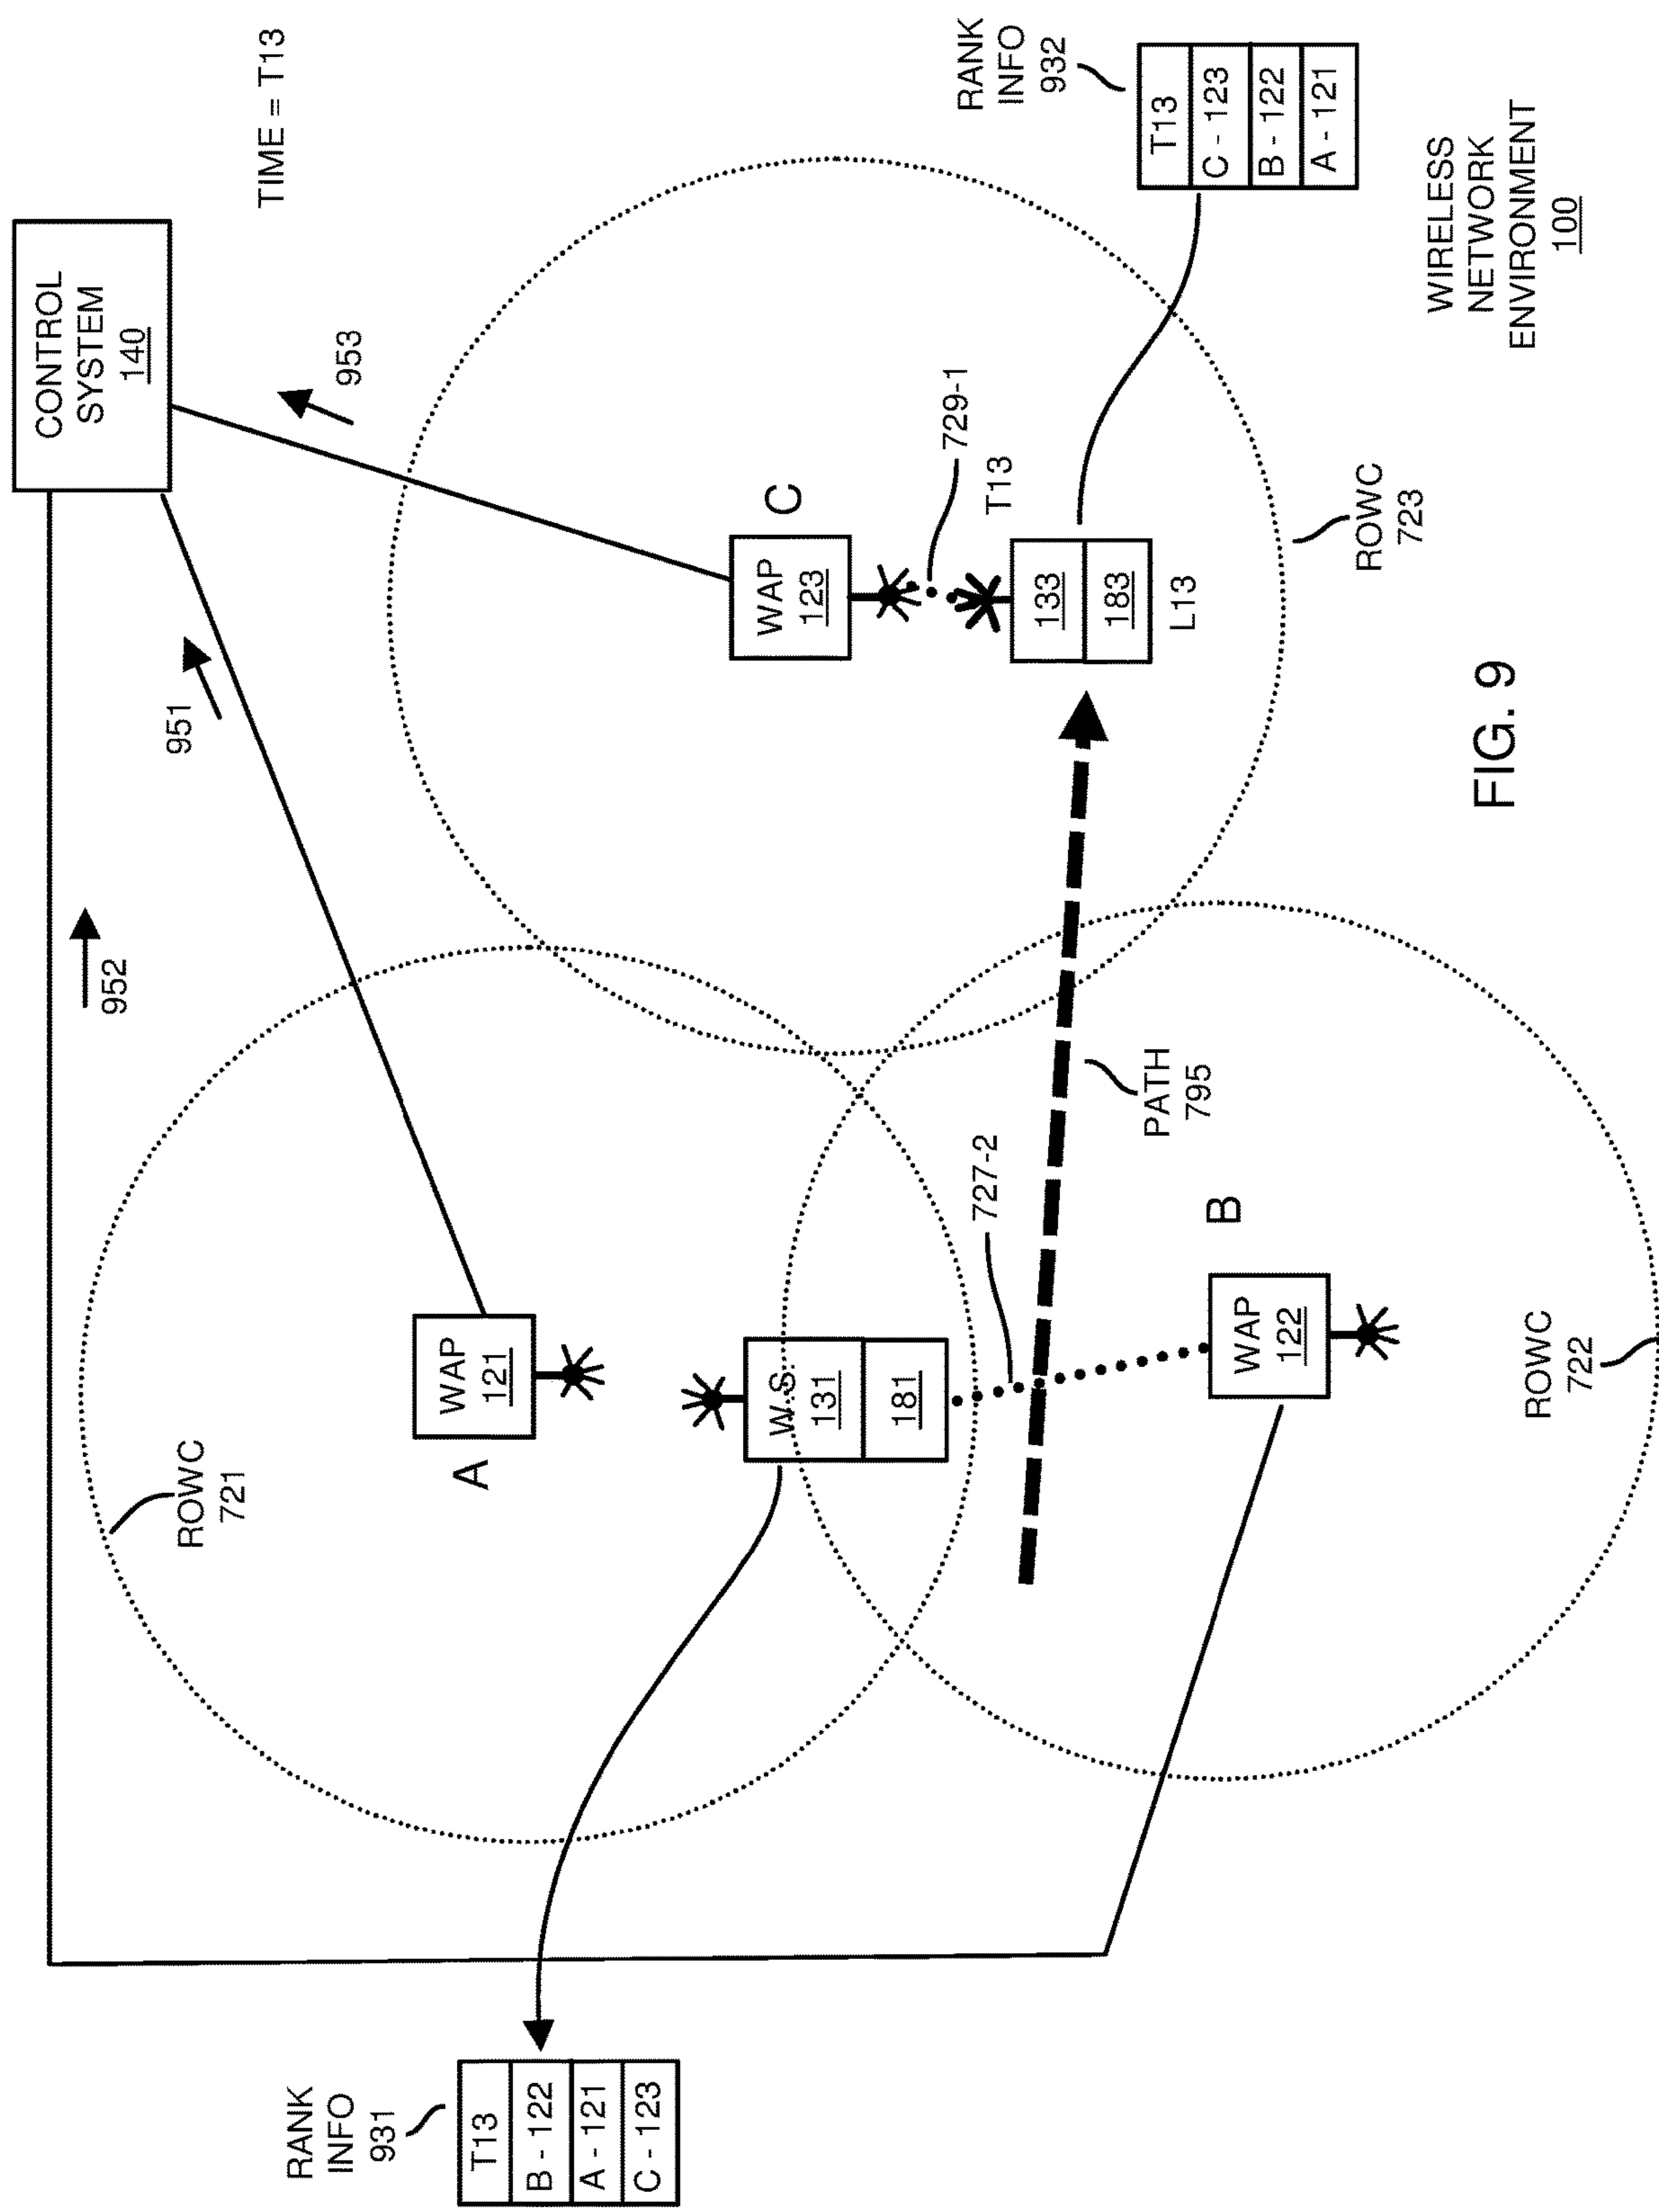 CONTROL
SYSTEM
140
TIME = T13
952
951
953
ROWC
721
A
WAP
121
C
WAP
123
729-1
T13
133
183
L13
W.S.
131
181
727-2
PATH
795
B
WAP
122
ROWC
722
ROWC
723
RANK
INFO
931
T13
B - 122
A - 121
C - 123
RANK
INFO
932
T13
C - 123
B - 122
A - 121
WIRELESS
NETWORK
ENVIRONMENT
100
FIG. 9